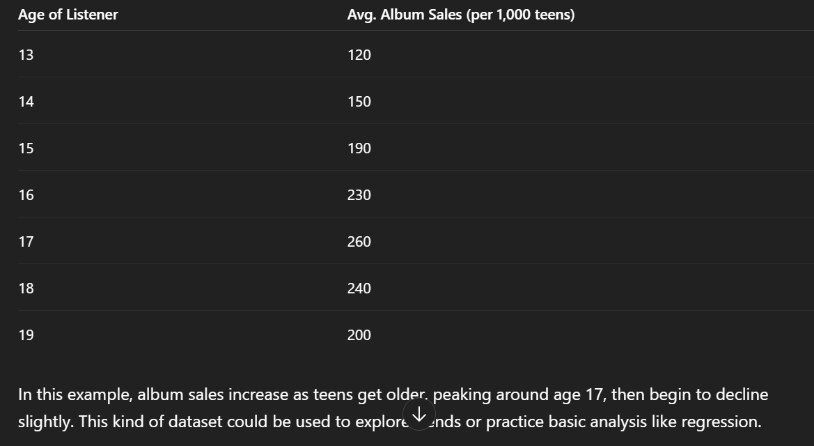 Age of Listener Avg. Album Sales (per 1,000 teens)
13 120
14 150
15 190
16 230
17 260
18 240
19 200
In this example, album sales increase as teens get older, peaking around age 17, then begin to decline
slightly. This kind of dataset could be used to explore or practice basic analysis like regression.